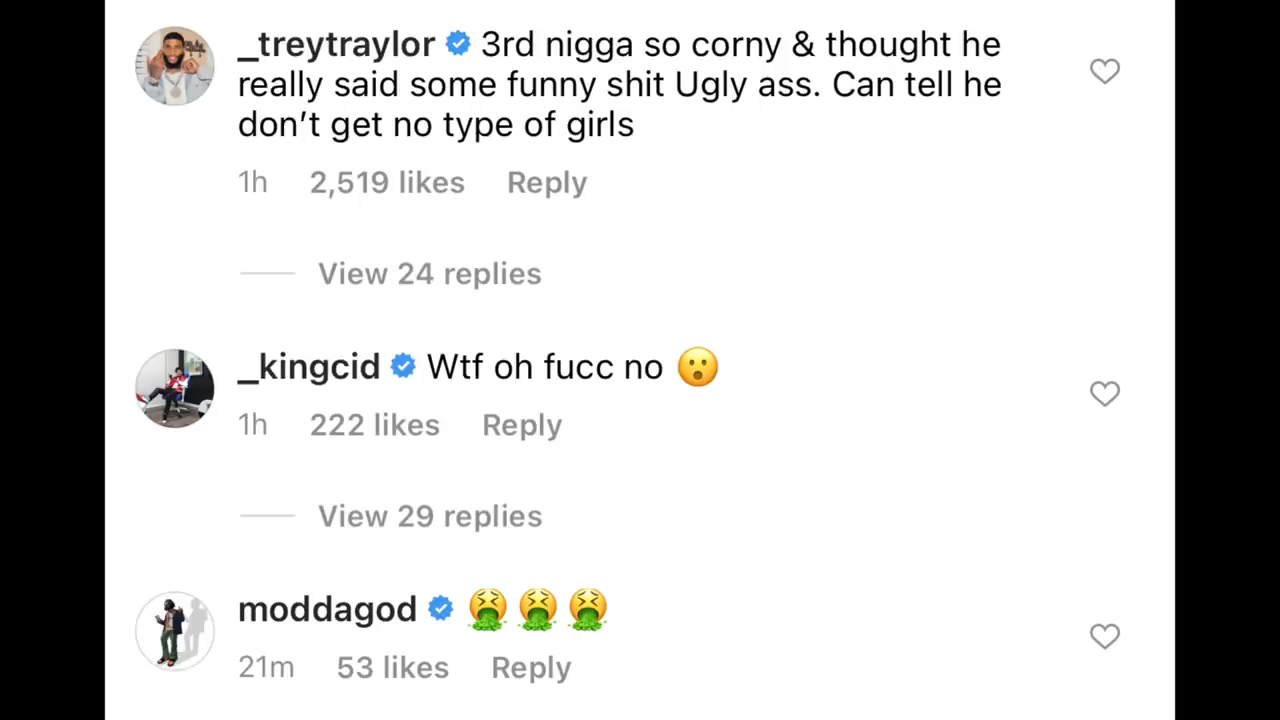 _treytraylor 3rd nigga so corny & thought he
really said some funny shit Ugly ass. Can tell he
don't get no type of girls
1h 2,519 likes Reply
View 24 replies
_kingcid Wtf oh fucc no 😮
1h 222 likes Reply
View 29 replies
moddagod 🤮🤮🤮
21m 53 likes Reply